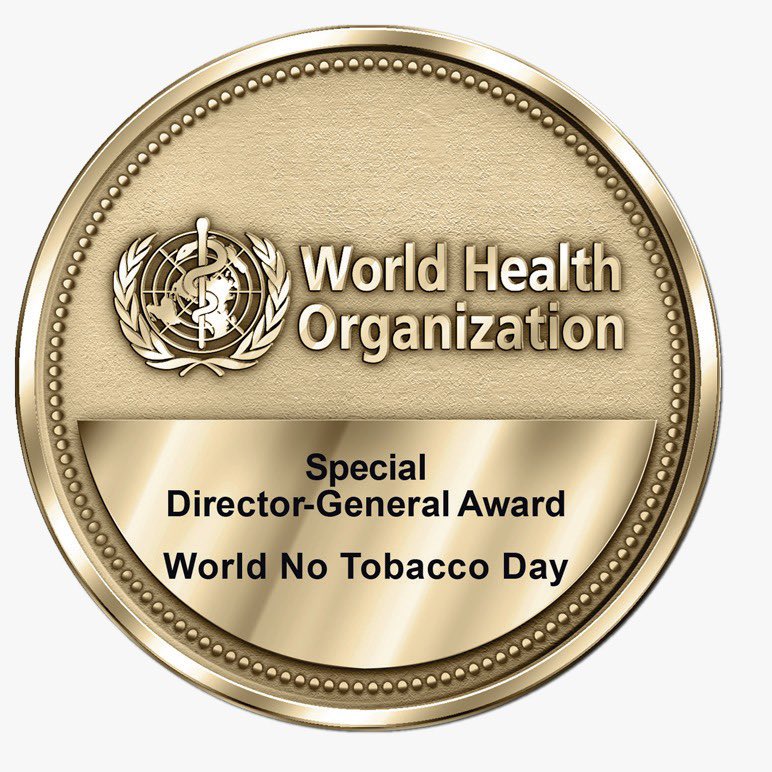 World Health
Organization
Special
Director-General Award
World No Tobacco Day